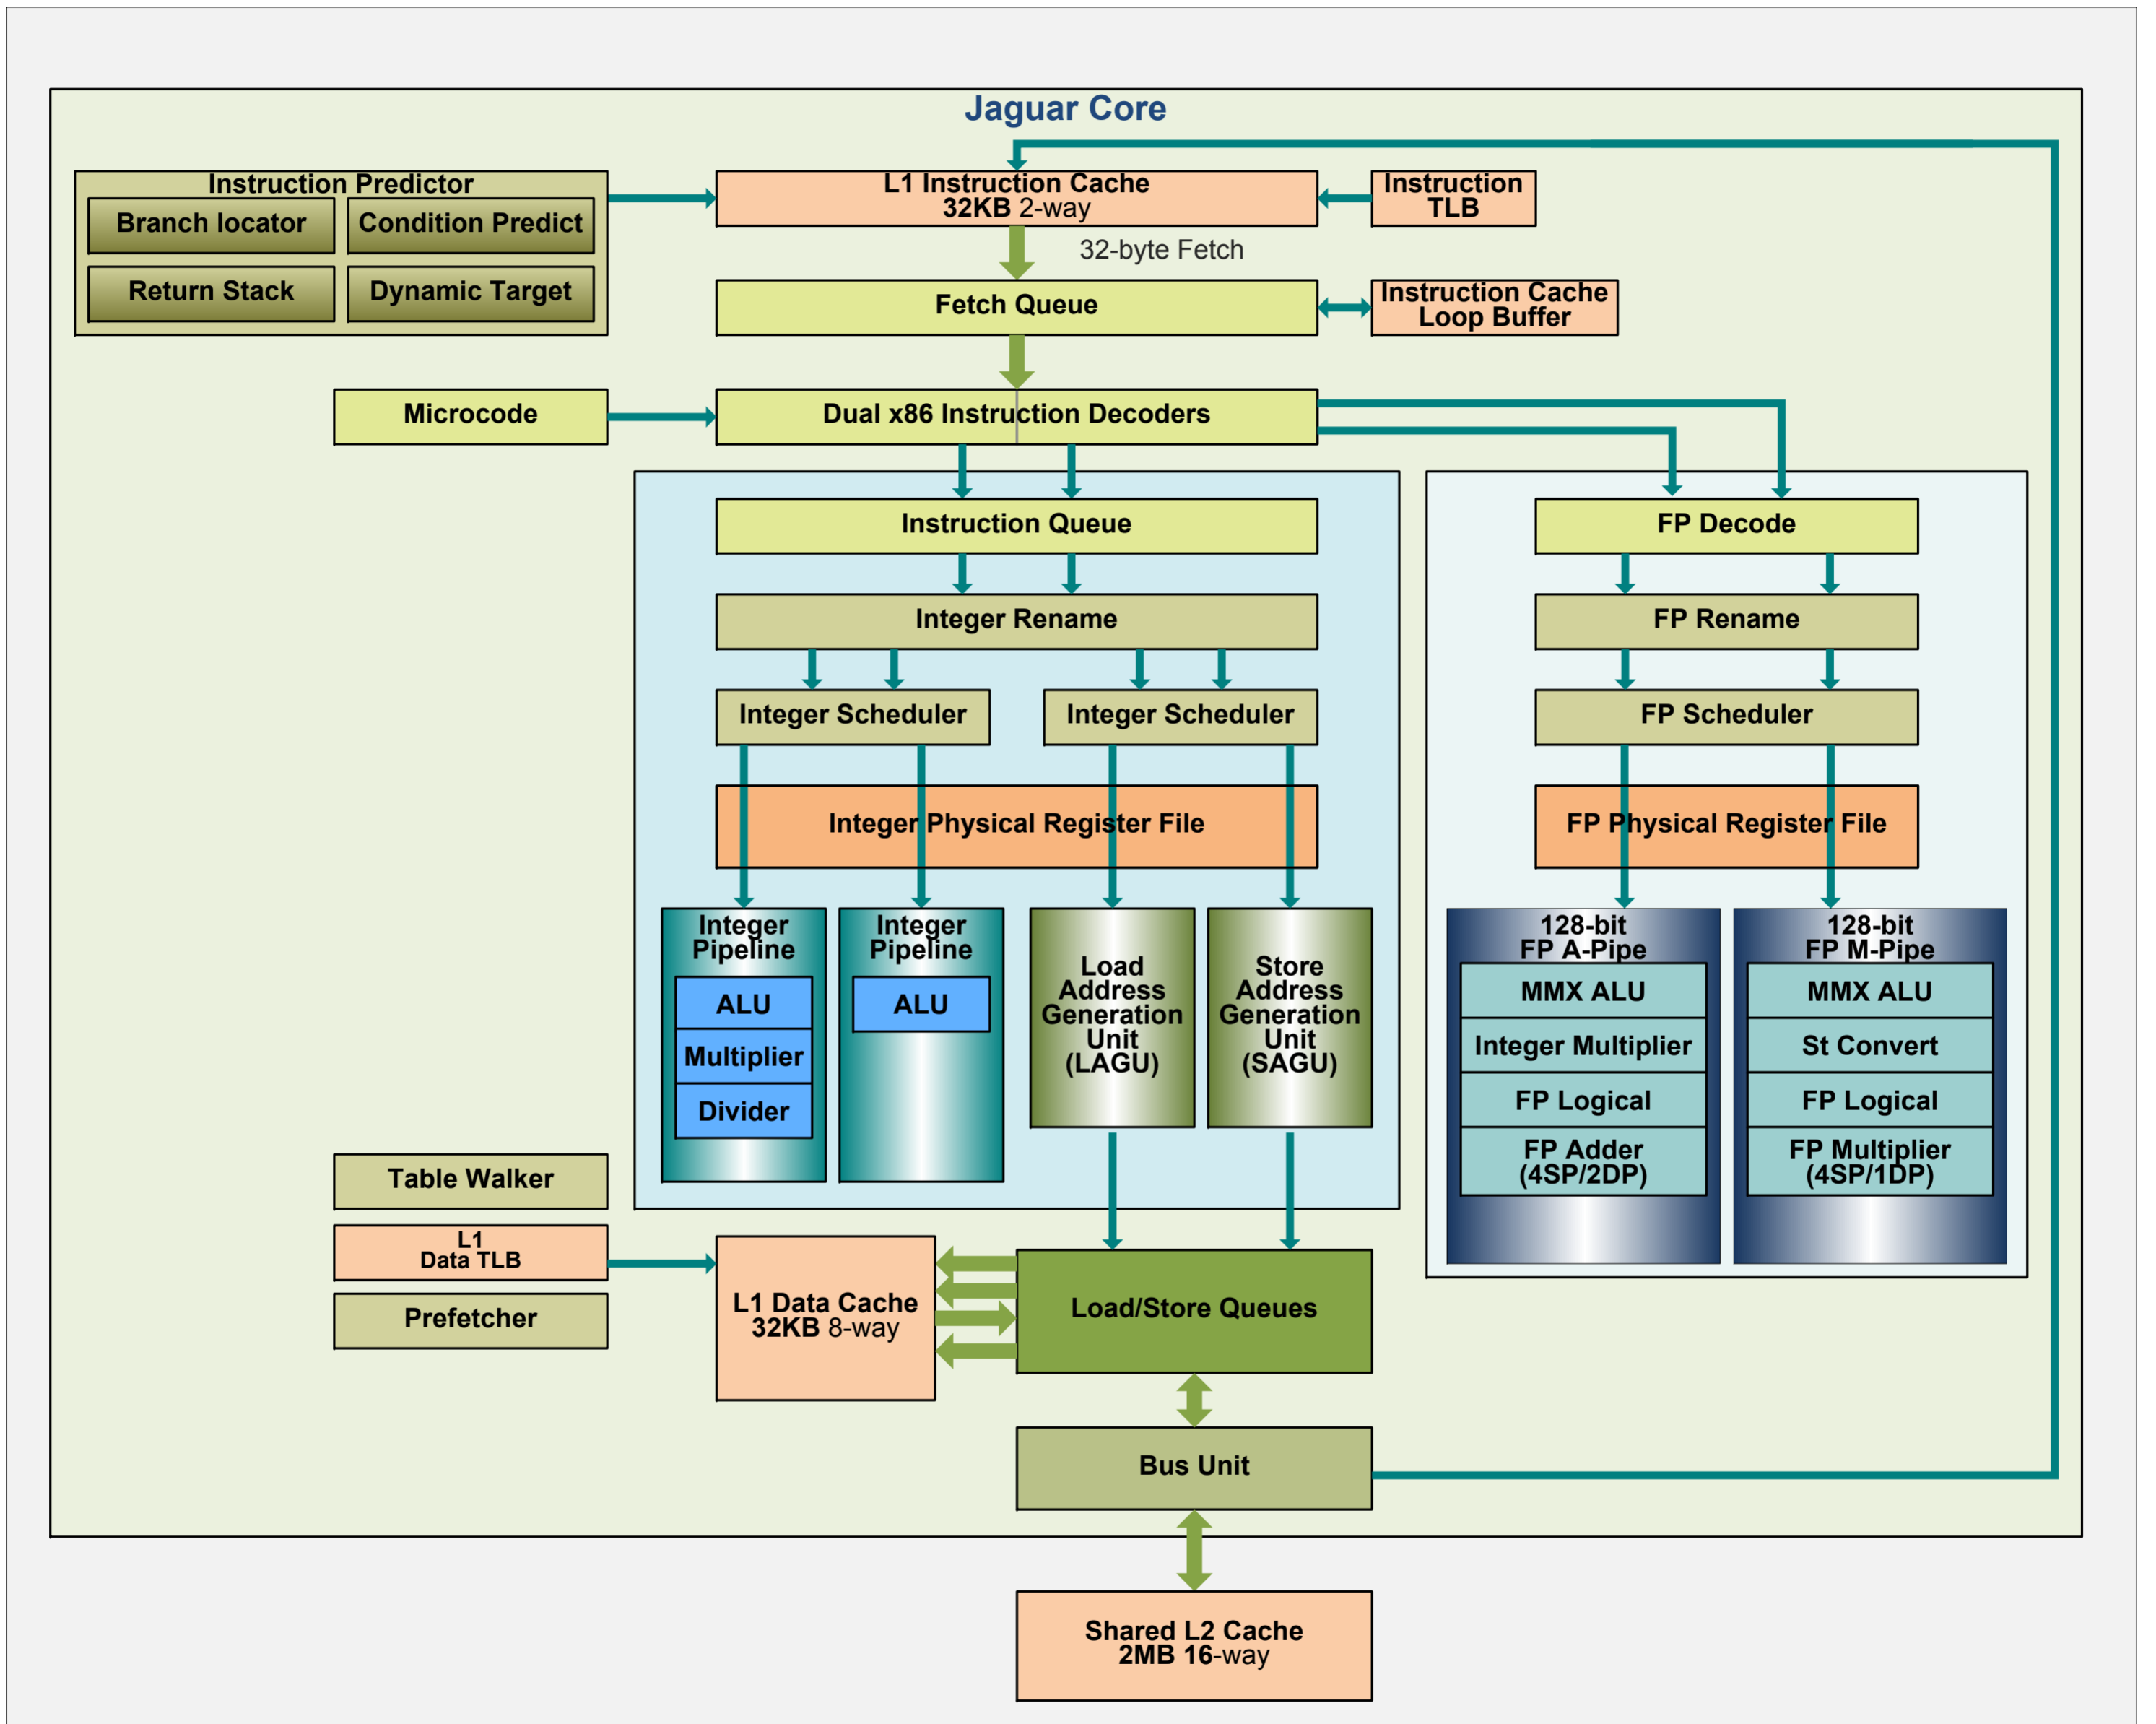 Jaguar Core
Instruction Predictor
Branch locator
Condition Predict
Return Stack
Dynamic Target
L1 Instruction Cache
32KB 2-way
Instruction
TLB
32-byte Fetch
Fetch Queue
Instruction Cache
Loop Buffer
Microcode
Dual x86 Instruction Decoders
Instruction Queue
FP Decode
Integer Rename
FP Rename
Integer Scheduler
Integer Scheduler
FP Scheduler
Integer Physical Register File
FP Physical Register File
Integer
Pipeline
ALU
Multiplier
Divider
Integer
Pipeline
ALU
Load
Address
Generation
Unit
(LAGU)
Store
Address
Generation
Unit
(SAGU)
128-bit
FP A-Pipe
MMX ALU
Integer Multiplier
FP Logical
FP Adder
(4SP/2DP)
128-bit
FP M-Pipe
MMX ALU
St Convert
FP Logical
FP Multiplier
(4SP/1DP)
Table Walker
L1
Data TLB
Prefetcher
L1 Data Cache
32KB 8-way
Load/Store Queues
Bus Unit
Shared L2 Cache
2MB 16-way